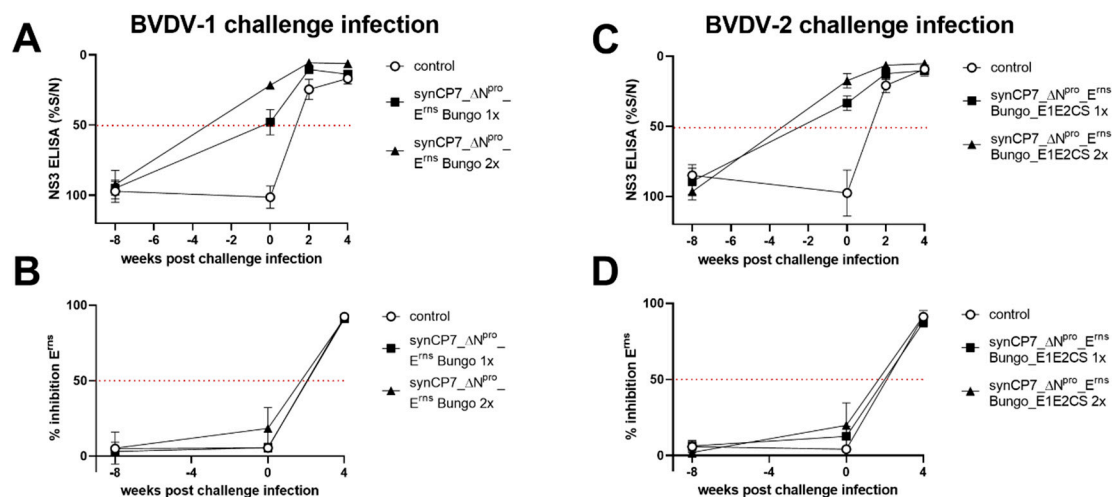 BVDV-1 challenge infection
A
0
50
100
NS3 ELISA (%S/N)
-8 -6 -4 -2 0 2 4
weeks post challenge infection
control
synCP7_ΔNpro_
Erns Bungo 1x
synCP7_ΔNpro_
Erns Bungo 2x
B
100
50
0
% inhibition Erns
-8 0 4
weeks post challenge infection
control
synCP7_ΔNpro_
Erns Bungo 1x
synCP7_ΔNpro_
Erns Bungo 2x
BVDV-2 challenge infection
C
0
50
100
NS3 ELISA (%S/N)
-8 -6 -4 -2 0 2 4
weeks post challenge infection
control
synCP7_ΔNpro_Erns
Bungo_E1E2CS 1x
synCP7_ΔNpro_Erns
Bungo_E1E2CS 2x
D
100
50
0
% inhibition Erns
-8 0 4
weeks post challenge infection
control
synCP7_ΔNpro_Erns
Bungo_E1E2CS 1x
synCP7_ΔNpro_Erns
Bungo_E1E2CS 2x